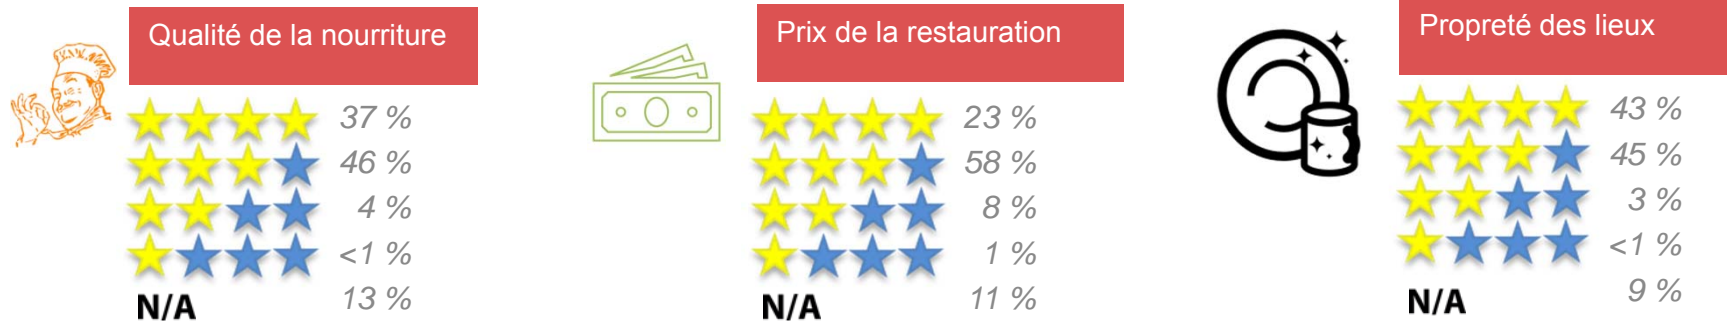 Qualité de la nourriture
37 %
46 %
4 %
<1 %
N/A 13 %
Prix de la restauration
23 %
58 %
8 %
1 %
N/A 11 %
Propreté des lieux
43 %
45 %
3 %
<1 %
N/A 9 %